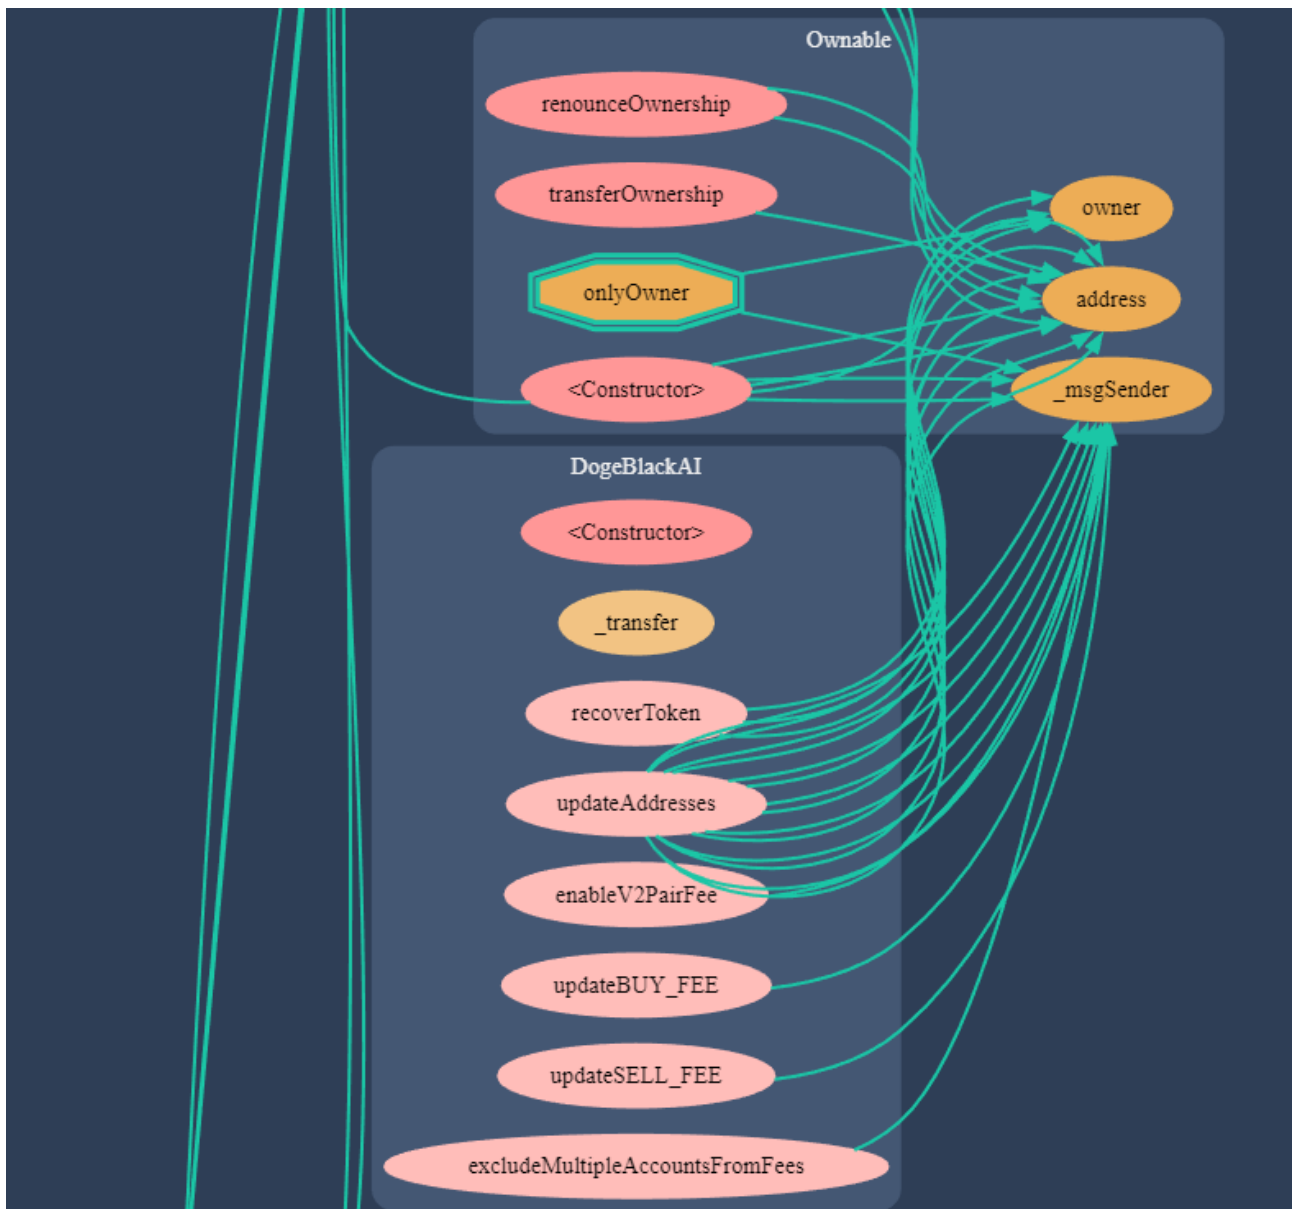 Ownable
renounceOwnership
transferOwnership
owner
onlyOwner
address
<Constructor>
_msgSender
DogeBlackAI
<Constructor>
_transfer
recoverToken
updateAddresses
enableV2PairFee
updateBUY_FEE
updateSELL_FEE
excludeMultipleAccountsFromFees